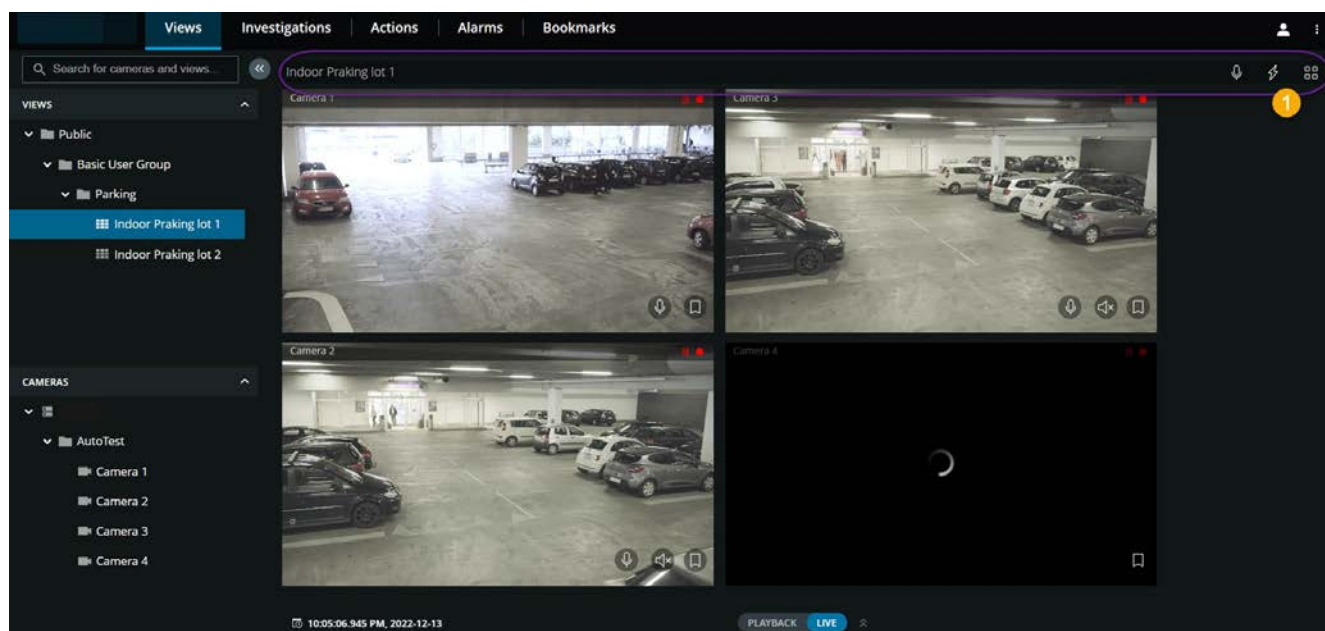 Views Investigations Actions Alarms Bookmarks
Search for cameras and views...
Indoor Praking lot 1
1
VIEWS
Public
Basic User Group
Parking
Indoor Praking lot 1
Indoor Praking lot 2
CAMERAS
AutoTest
Camera 1
Camera 2
Camera 3
Camera 4
Camera 1
Camera 3
Camera 2
Camera 4
10:05:06.945 PM, 2022-12-13
PLAYBACK LIVE